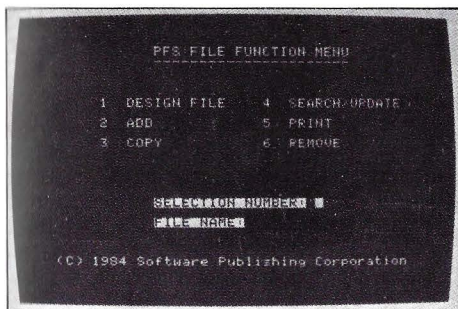 PFS FILE FUNCTION MENU
1 DESIGN FILE 4 SEARCH/UPDATE
2 ADD 5 PRINT
3 COPY 6 REMOVE
SELECTION NUMBER:
FILE NAME:
(C) 1984 Software Publishing Corporation